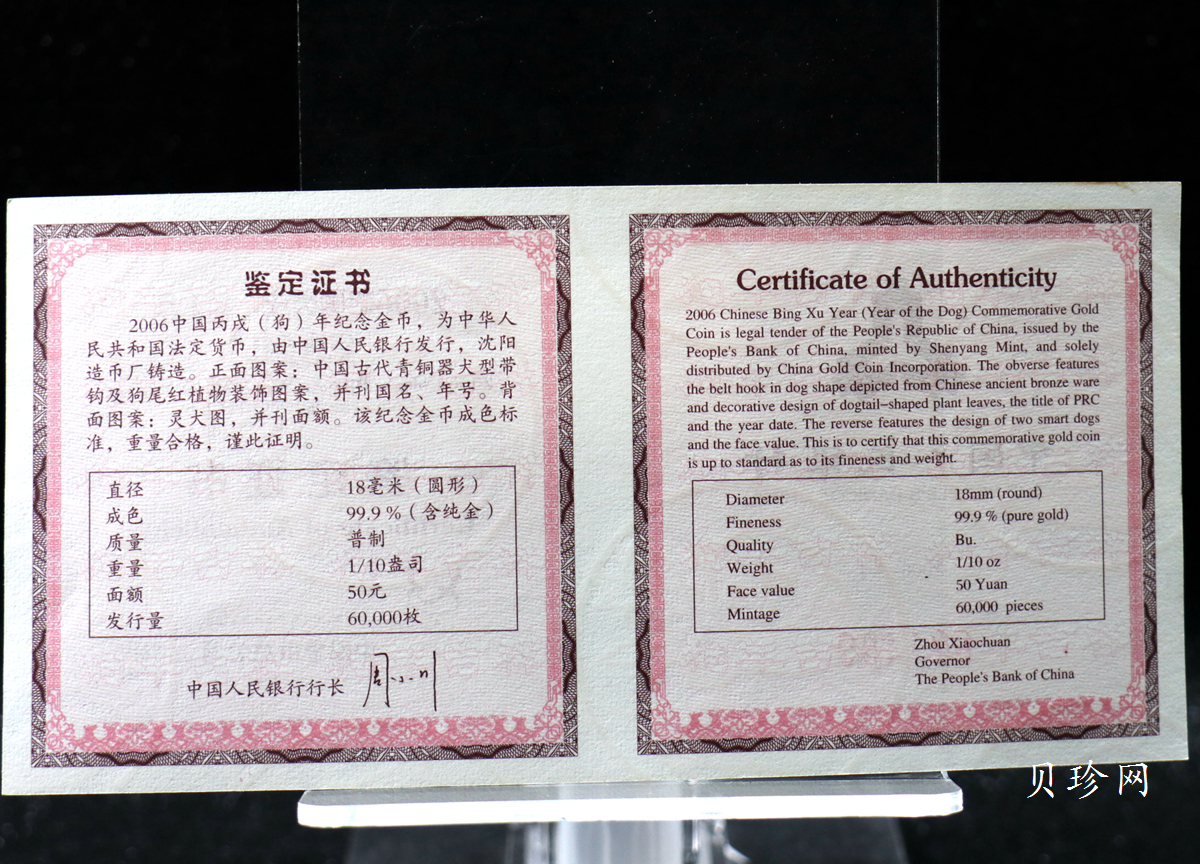 鉴定证书
2006中国丙戌（狗）年纪念金币，为中华人
民共和国法定货币，由中国人民银行发行，沈阳
造币厂铸造。正面图案：中国古代青铜器犬型带
钩及狗尾红植物装饰图案，并刊国名、年号。背
面图案：灵犬图，并刊面额。该纪念金币成色标
准，重量合格，谨此证明。
直径 18毫米（圆形）
成色 99.9 %（含纯金）
质量 普制
重量 1/10盎司
面额 50元
发行量 60,000枚
中国人民银行行长 周小川
Certificate of Authenticity
2006 Chinese Bing Xu Year (Year of the Dog) Commemorative Gold
Coin is legal tender of the People's Republic of China, issued by the
People's Bank of China, minted by Shenyang Mint, and solely
distributed by China Gold Coin Incorporation. The obverse features
the belt hook in dog shape depicted from Chinese ancient bronze ware
and decorative design of dogtail–shaped plant leaves, the title of PRC
and the year date. The reverse features the design of two smart dogs
and the face value. This is to certify that this commemorative gold coin
is up to standard as to its fineness and weight.
Diameter 18mm (round)
Fineness 99.9 % (pure gold)
Quality Bu.
Weight 1/10 oz
Face value 50 Yuan
Mintage 60,000 pieces
Zhou Xiaochuan
Governor
The People's Bank of China
贝珍网